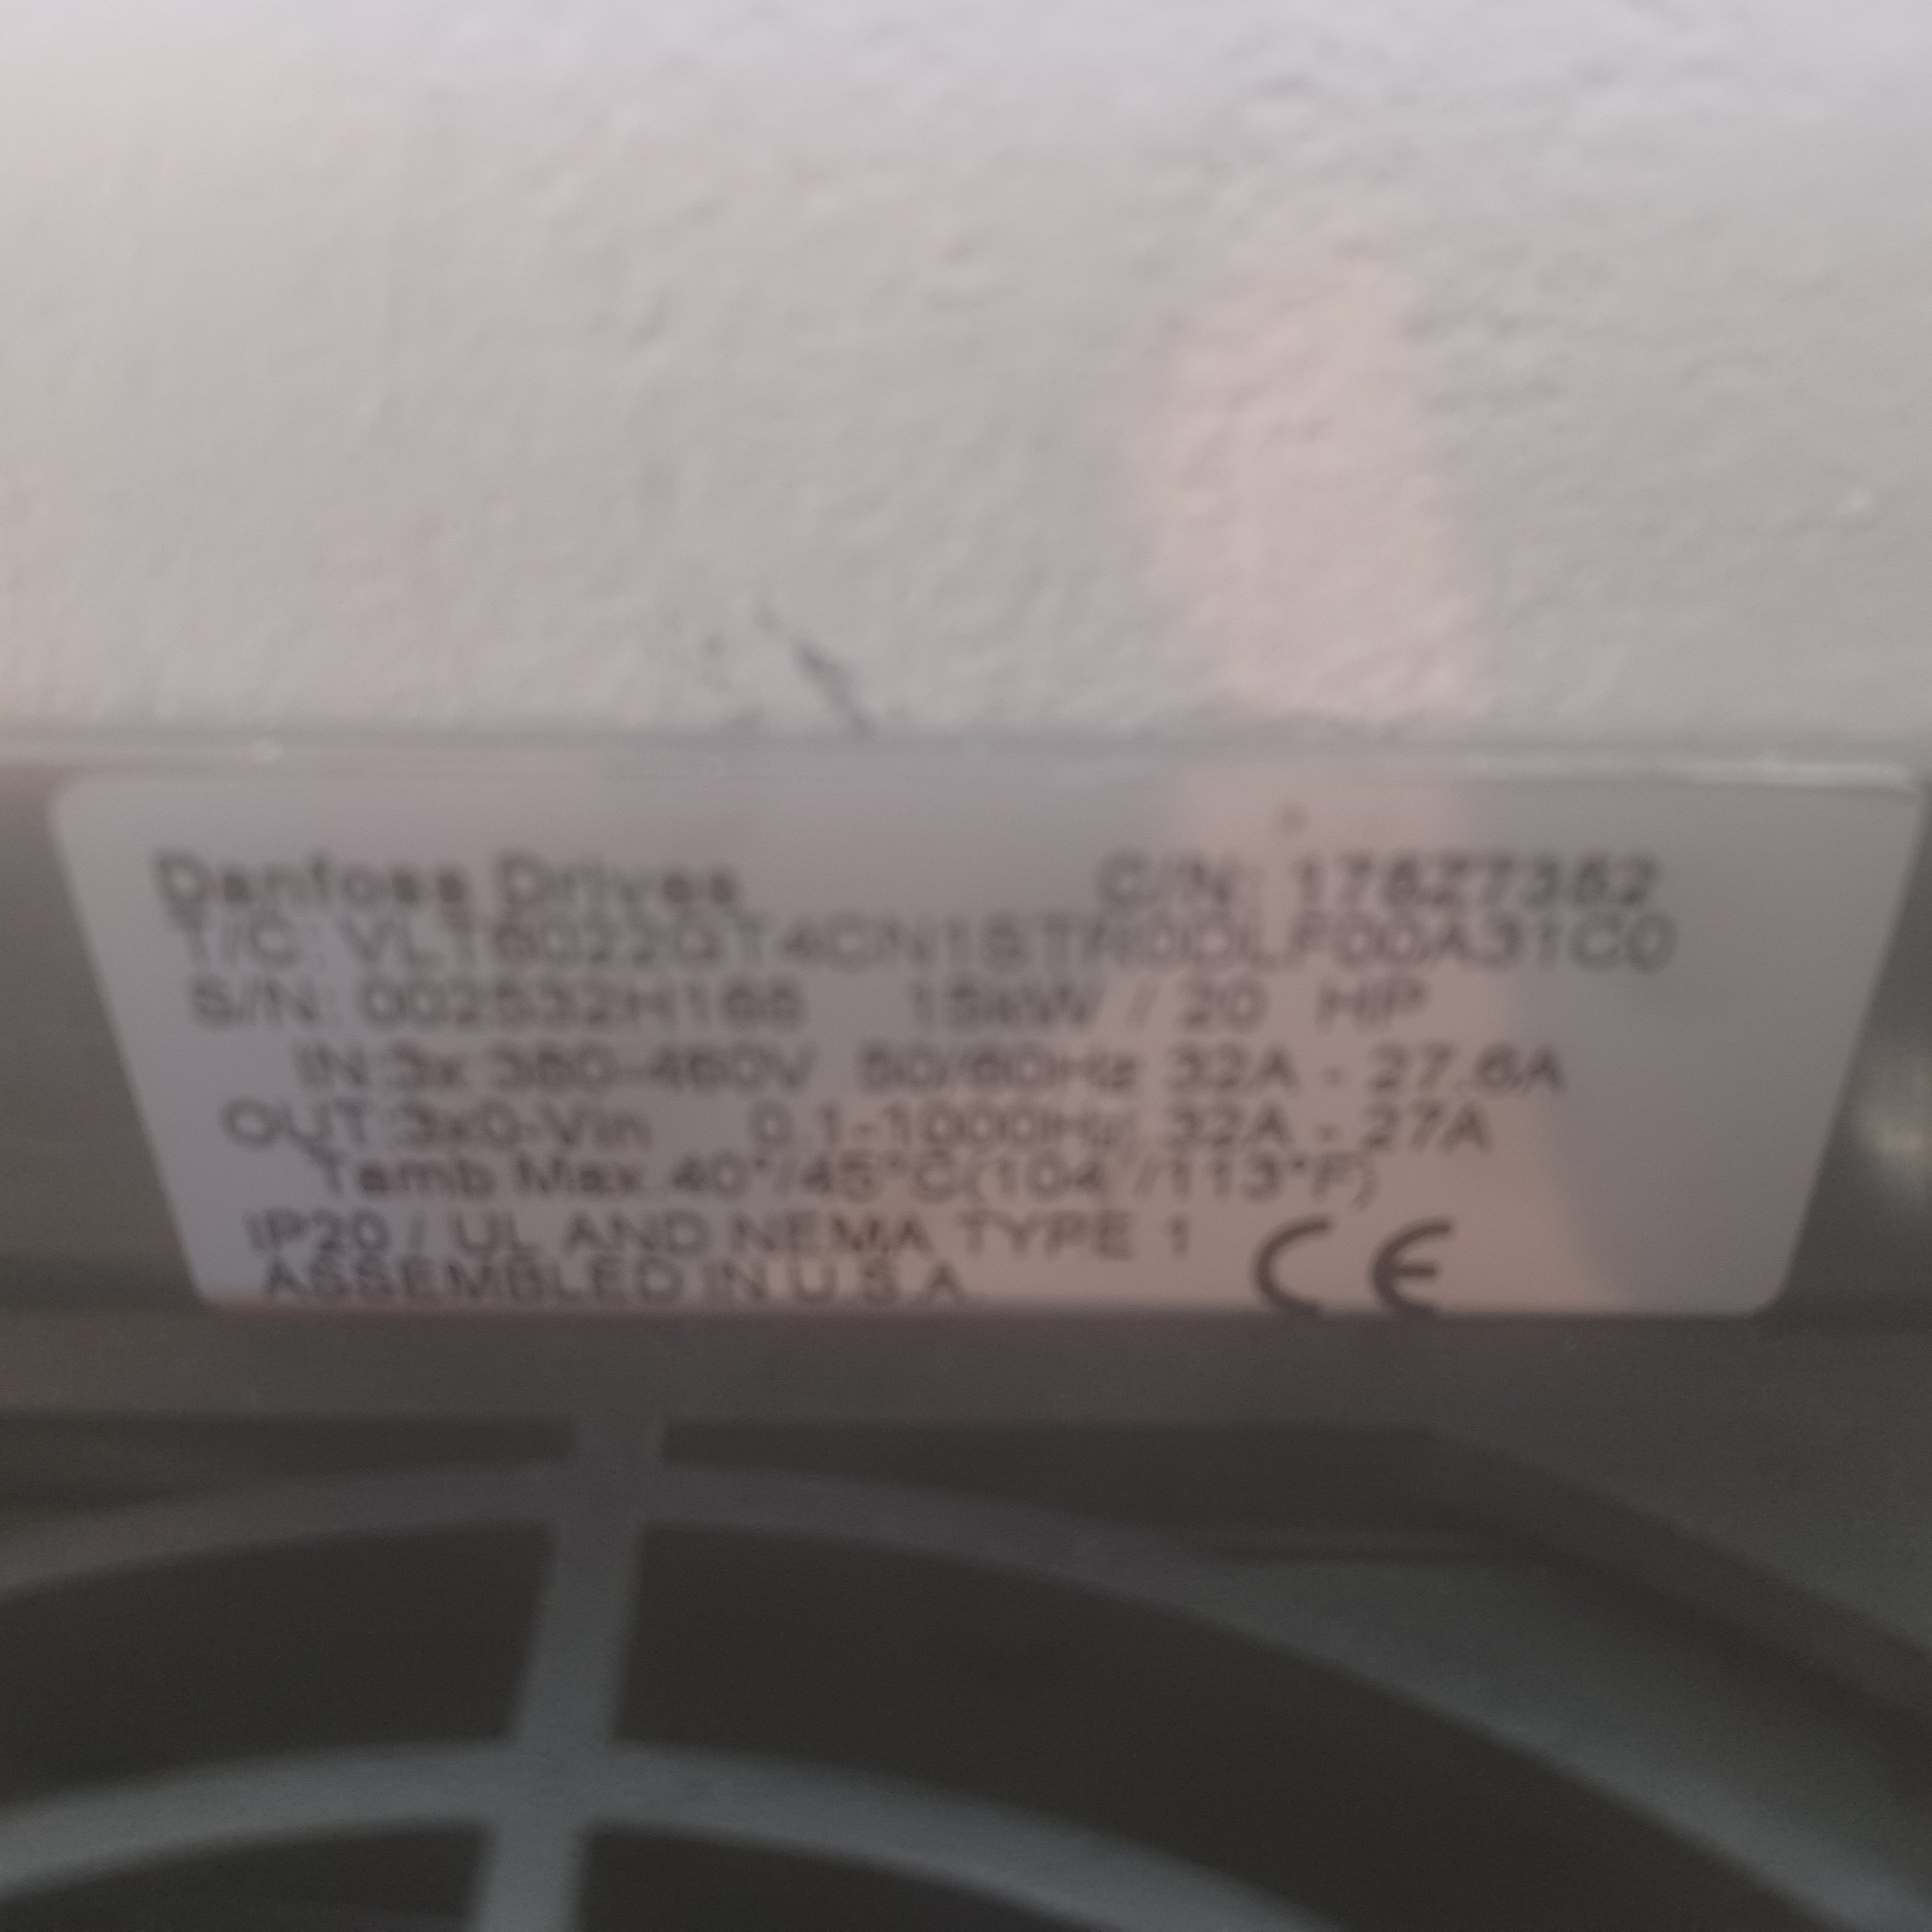 Danfoss Drives C/N: 175Z7352
T/C: VLT6022GT4CN1STR0DLF00A31C0
S/N: 002532H168 15kW / 20 HP
IN:3x 380-460V 50/60Hz 32A - 27.6A
OUT:3x0-Vin 0.1-1000Hz 32A - 27A
Tamb Max.40°/45°C(104°/113°F)
IP20 / UL AND NEMA TYPE 1 CE
ASSEMBLED IN U.S.A.